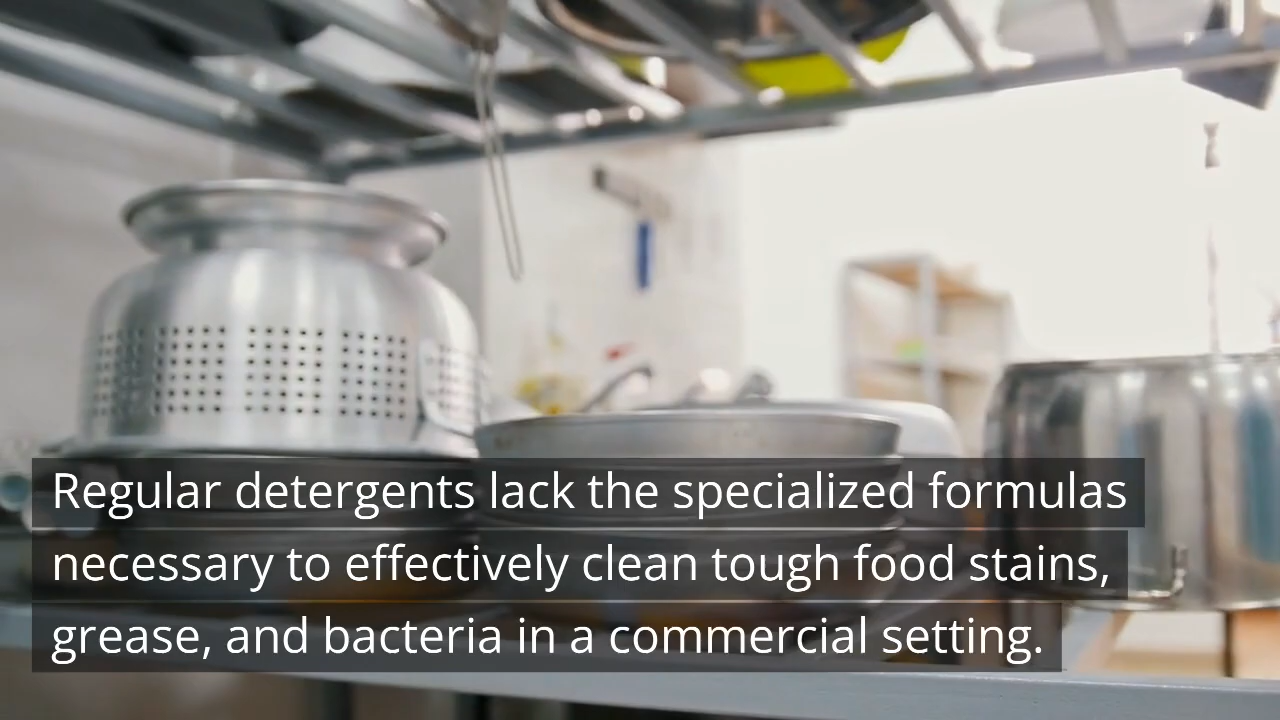 Regular detergents lack the specialized formulas
necessary to effectively clean tough food stains,
grease, and bacteria in a commercial setting.